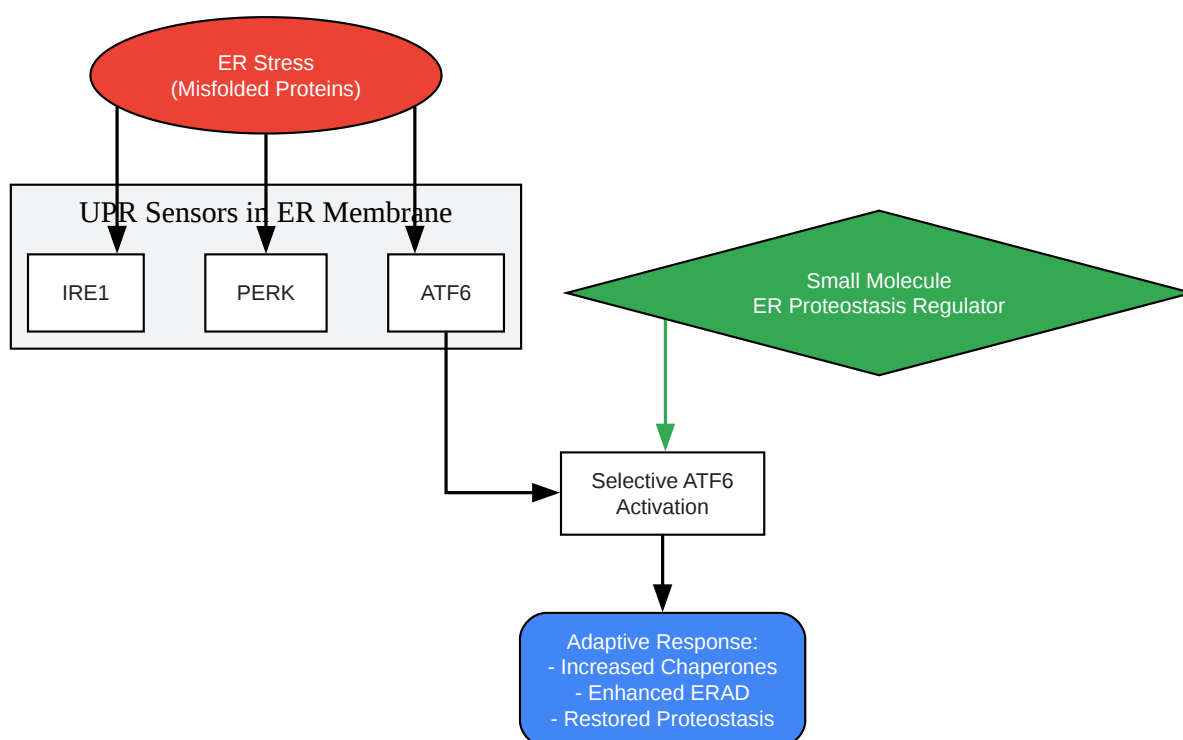 ER Stress
(Misfolded Proteins)
UPR Sensors in ER Membrane
IRE1
PERK
ATF6
Small Molecule
ER Proteostasis Regulator
Selective ATF6
Activation
Adaptive Response:
- Increased Chaperones
- Enhanced ERAD
- Restored Proteostasis